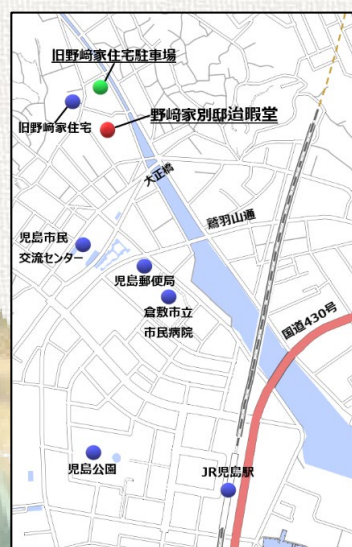 旧野﨑家住宅駐車場
旧野﨑家住宅
野﨑家別邸迨暇堂
大正橋
鷲羽山通
児島市民
交流センター
児島郵便局
倉敷市立
市民病院
国道430号
児島公園
JR児島駅